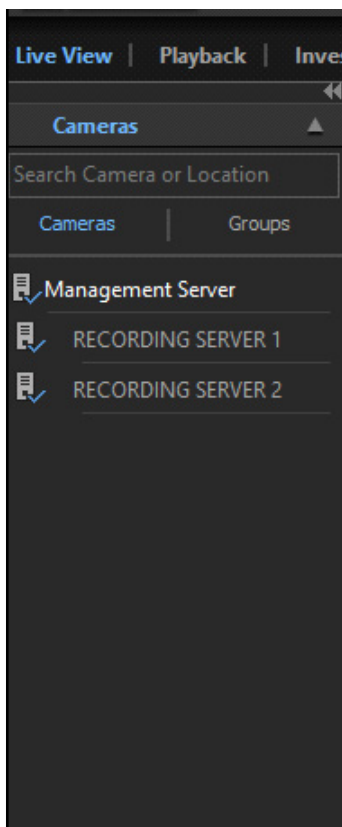 Live View | Playback | Inves
Cameras
Search Camera or Location
Cameras | Groups
Management Server
RECORDING SERVER 1
RECORDING SERVER 2